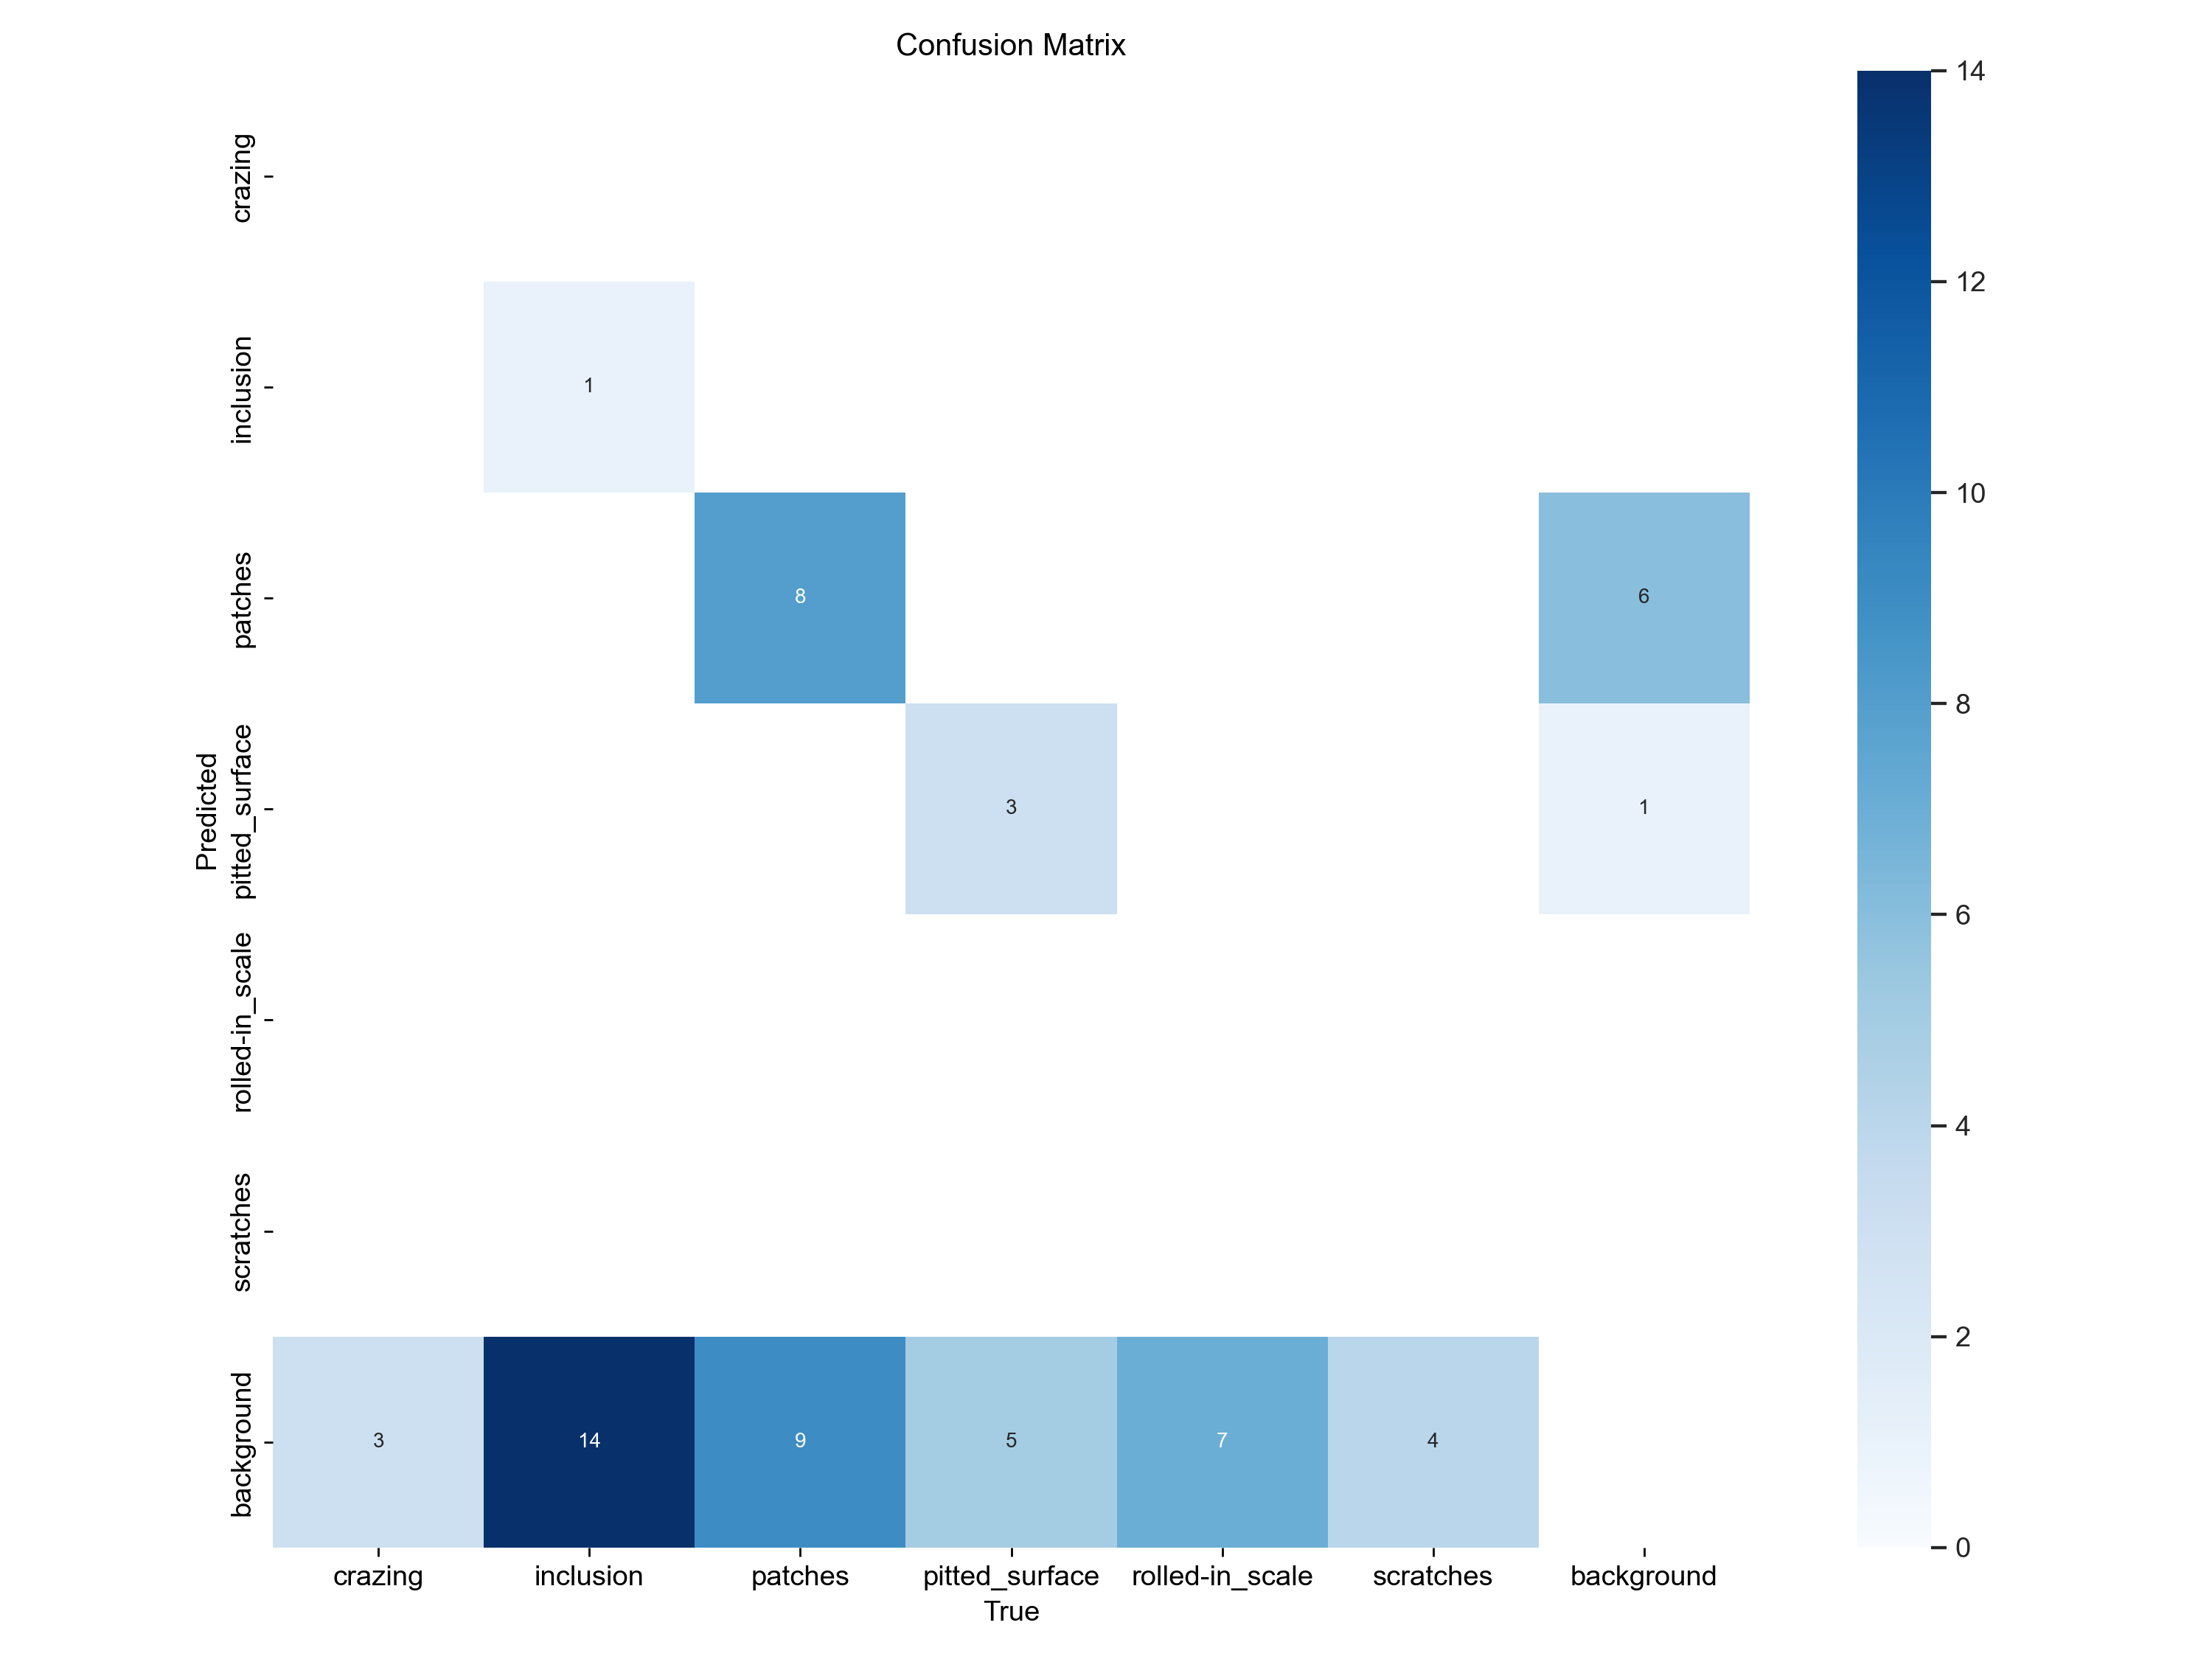 Confusion Matrix
Predicted
crazing
inclusion
patches
pitted_surface
rolled-in_scale
scratches
background
1
8
6
3
1
3
14
9
5
7
4
crazing
inclusion
patches
pitted_surface
rolled-in_scale
scratches
background
True
14
12
10
8
6
4
2
0